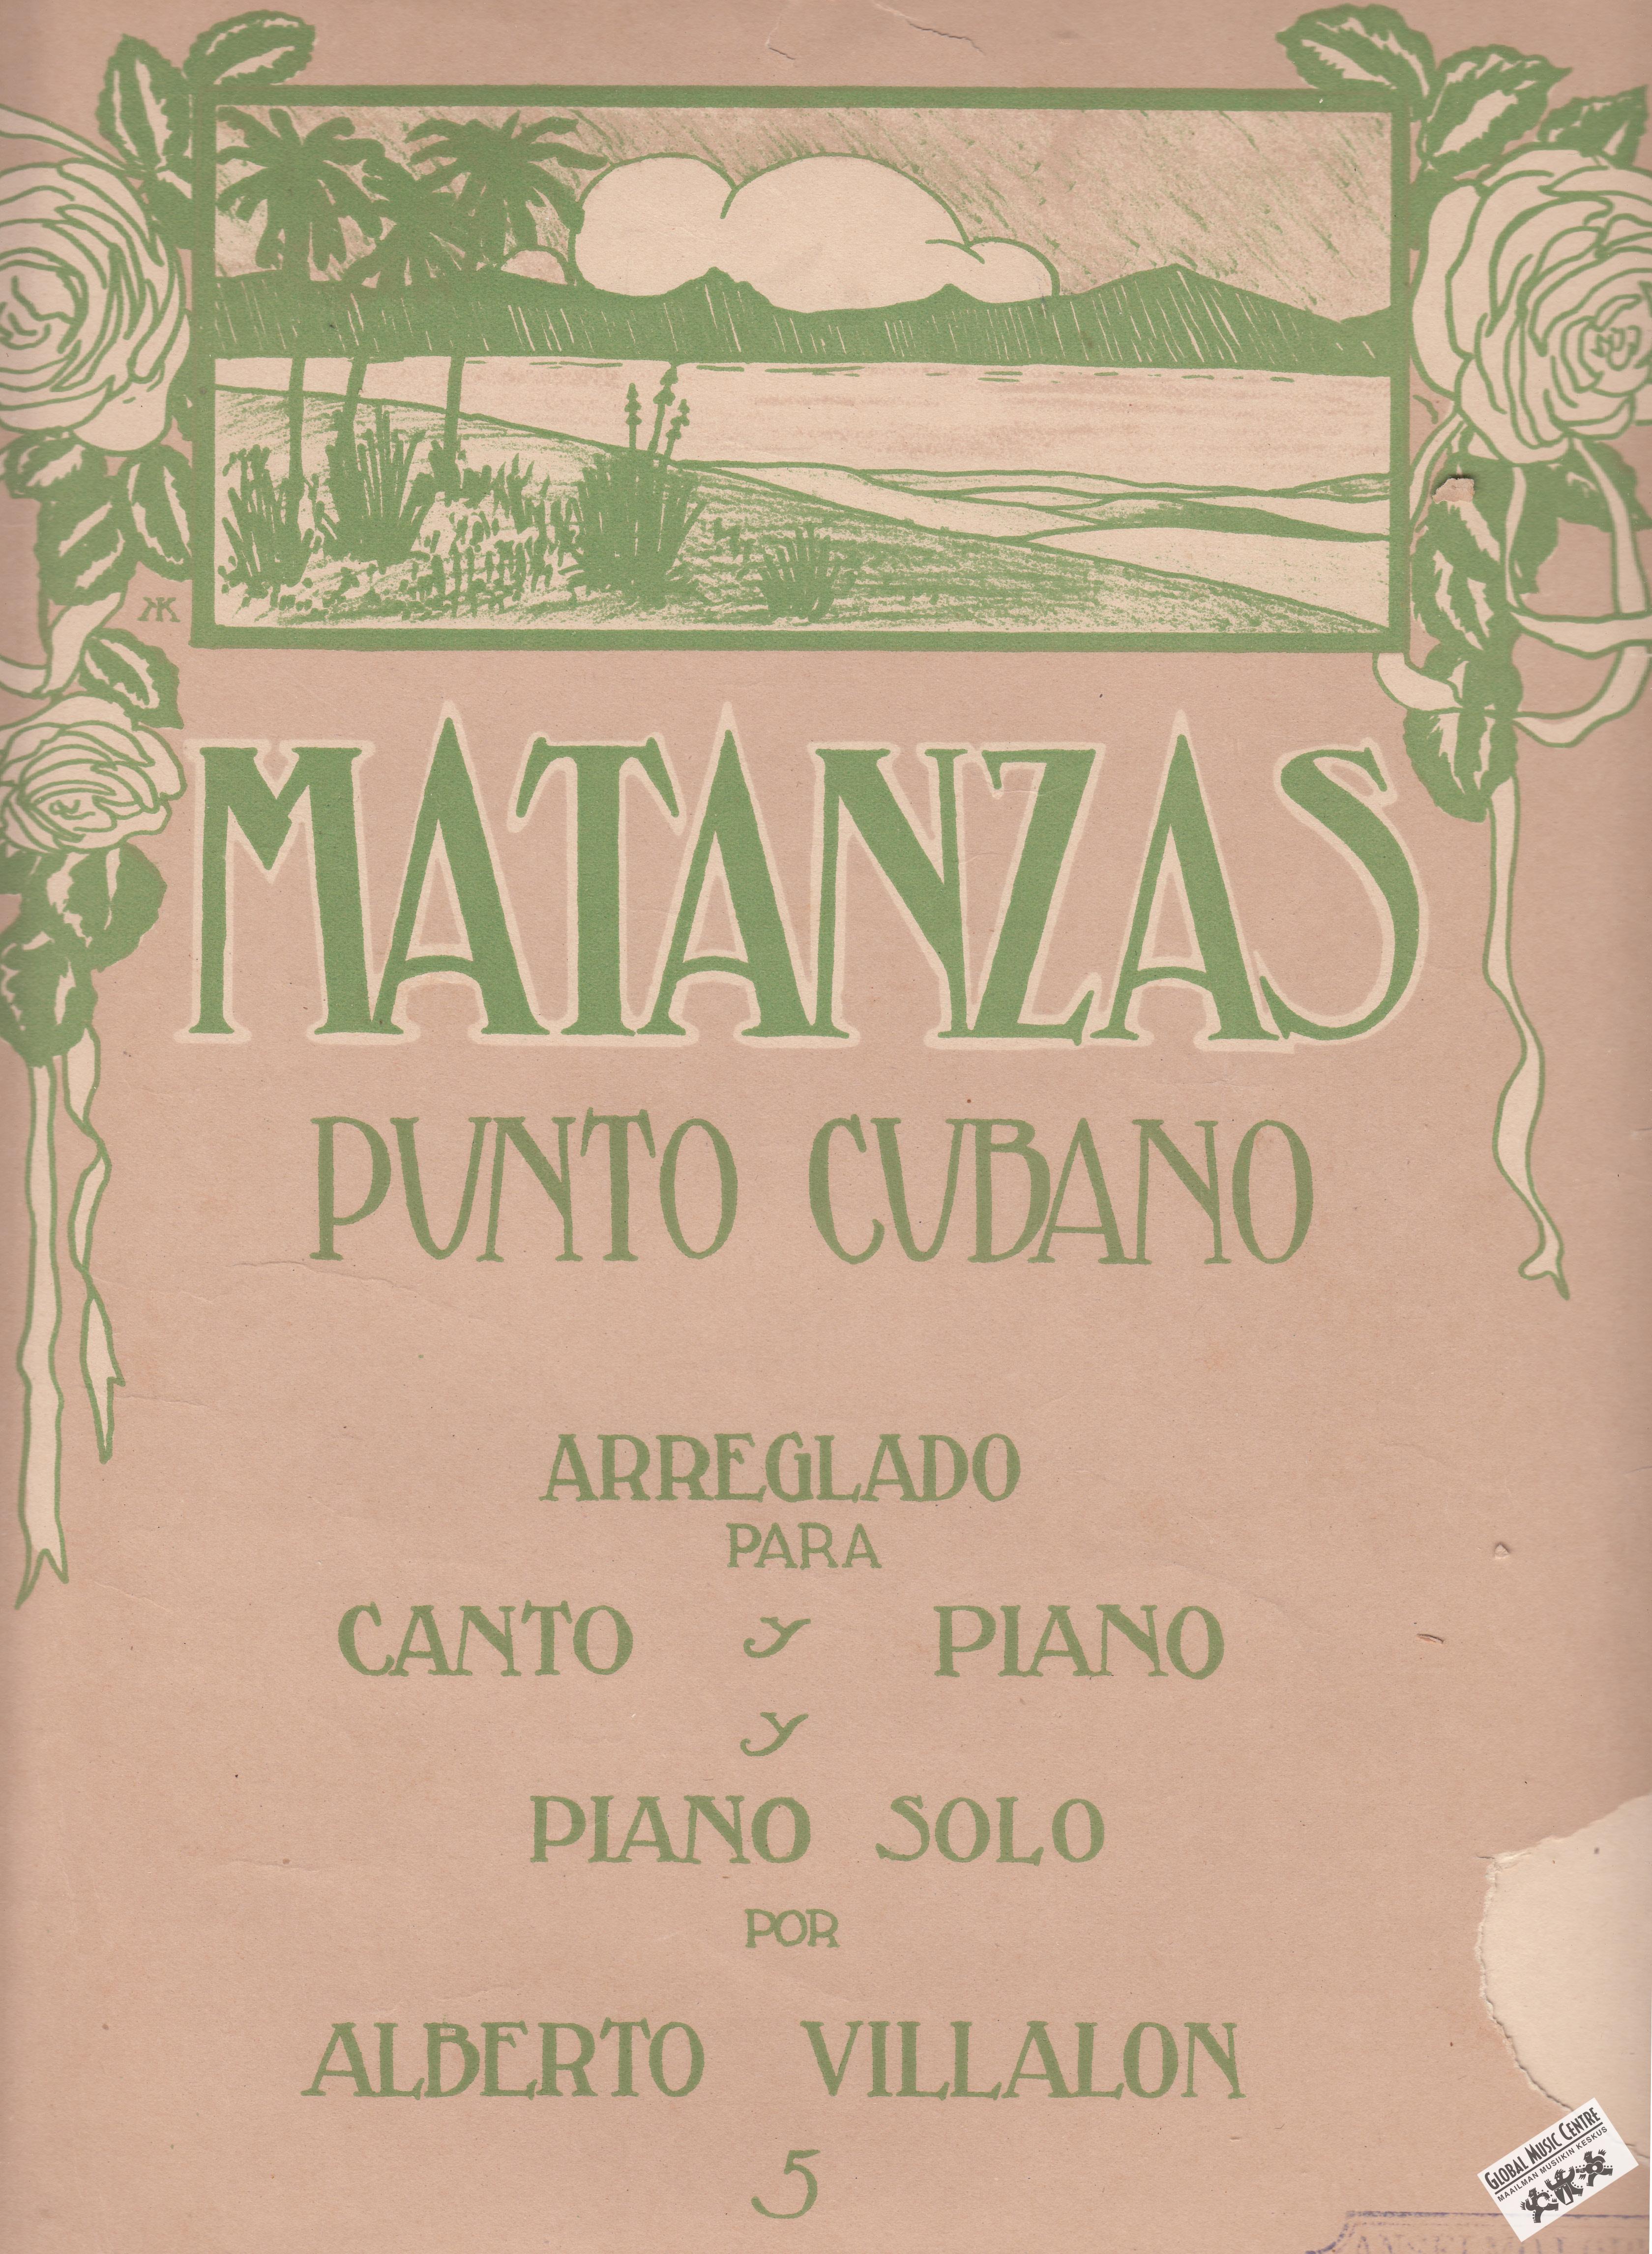 MATANZAS
PUNTO CUBANO
ARREGLADO
PARA
CANTO y PIANO
y
PIANO SOLO
POR
ALBERTO VILLALON
5
GLOBAL MUSIC CENTRE
MAAILMAN MUSIIKIN KESKUS